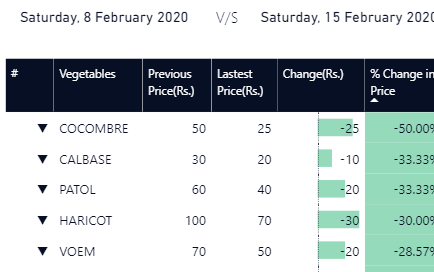 Saturday, 8 February 2020 V/S Saturday, 15 February 2020
# Vegetables Previous Price(Rs.) Lastest Price(Rs.) Change(Rs.) % Change in Price
COCOMBRE 50 25 -25 -50.00%
CALBASE 30 20 -10 -33.33%
PATOL 60 40 -20 -33.33%
HARICOT 100 70 -30 -30.00%
VOEM 70 50 -20 -28.57%